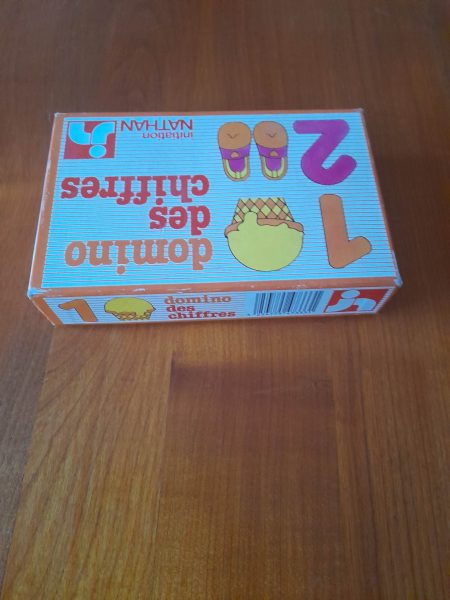 domino
des
chiffres
1
2
initiation
NATHAN
1
domino
des
chiffres